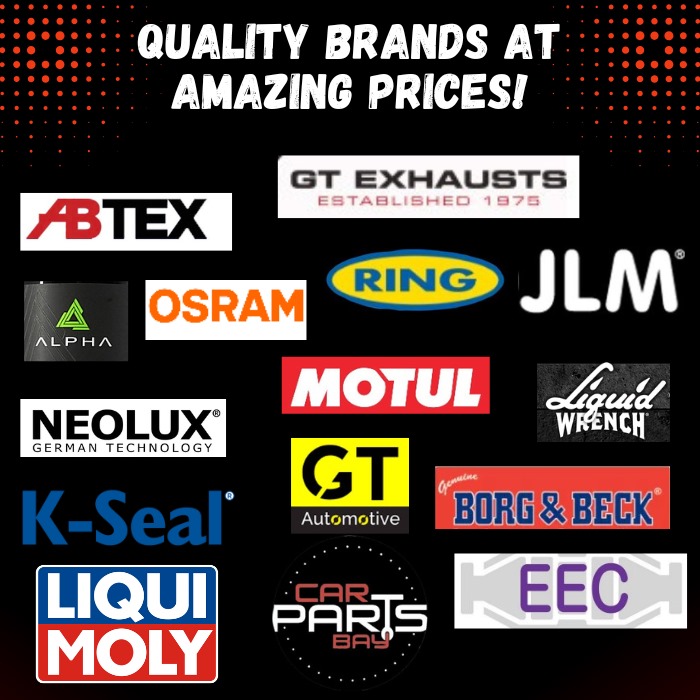 QUALITY BRANDS AT
AMAZING PRICES!
GT EXHAUSTS
ESTABLISHED 1975
ABTEX
RING
JLM®
ALPHA
OSRAM
MOTUL
Liquid
WRENCH®
NEOLUX®
GERMAN TECHNOLOGY
GT
Automotive
Genuine
BORG & BECK®
K-Seal®
EEC
LIQUI
MOLY
CAR
PARTS
BAY